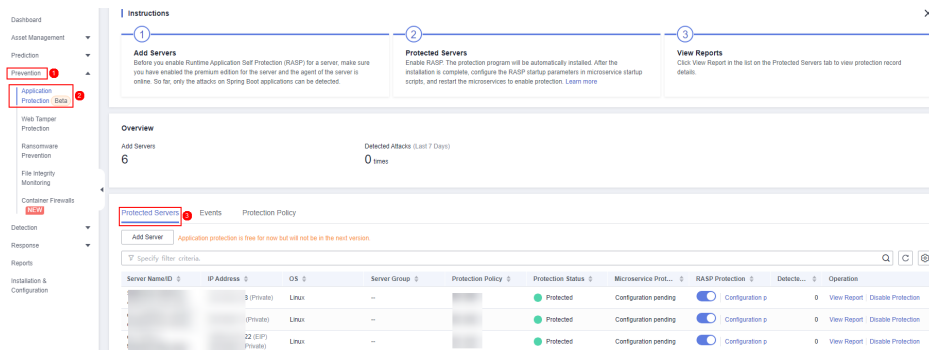 Dashboard
Asset Management
Prediction
Prevention 1
Application
Protection Beta 2
Web Tamper
Protection
Ransomware
Prevention
File Integrity
Monitoring
Container Firewalls
NEW
Detection
Response
Reports
Installation &
Configuration
Instructions
1
Add Servers
Before you enable Runtime Application Self Protection (RASP) for a server, make sure
you have enabled the premium edition for the server and the agent of the server is
online. So far, only the attacks on Spring Boot applications can be detected.
2
Protected Servers
Enable RASP. The protection program will be automatically installed. After the
installation is complete, configure the RASP startup parameters in microservice startup
scripts, and restart the microservices to enable protection. Learn more
3
View Reports
Click View Report in the list on the Protected Servers tab to view protection record
details.
Overview
Add Servers
6
Detected Attacks (Last 7 Days)
0 times
Protected Servers 3 Events Protection Policy
Add Server Application protection is free for now but will not be in the next version.
Specify filter criteria.
Server Name/ID IP Address OS Server Group Protection Policy Protection Status Microservice Prot... RASP Protection Detecte... Operation
3 (Private) Linux -- Protected Configuration pending Configuration p 0 View Report Disable Protection
(Private) Linux -- Protected Configuration pending Configuration p 0 View Report Disable Protection
22 (EIP)
Private) Linux -- Protected Configuration pending Configuration p 0 View Report Disable Protection